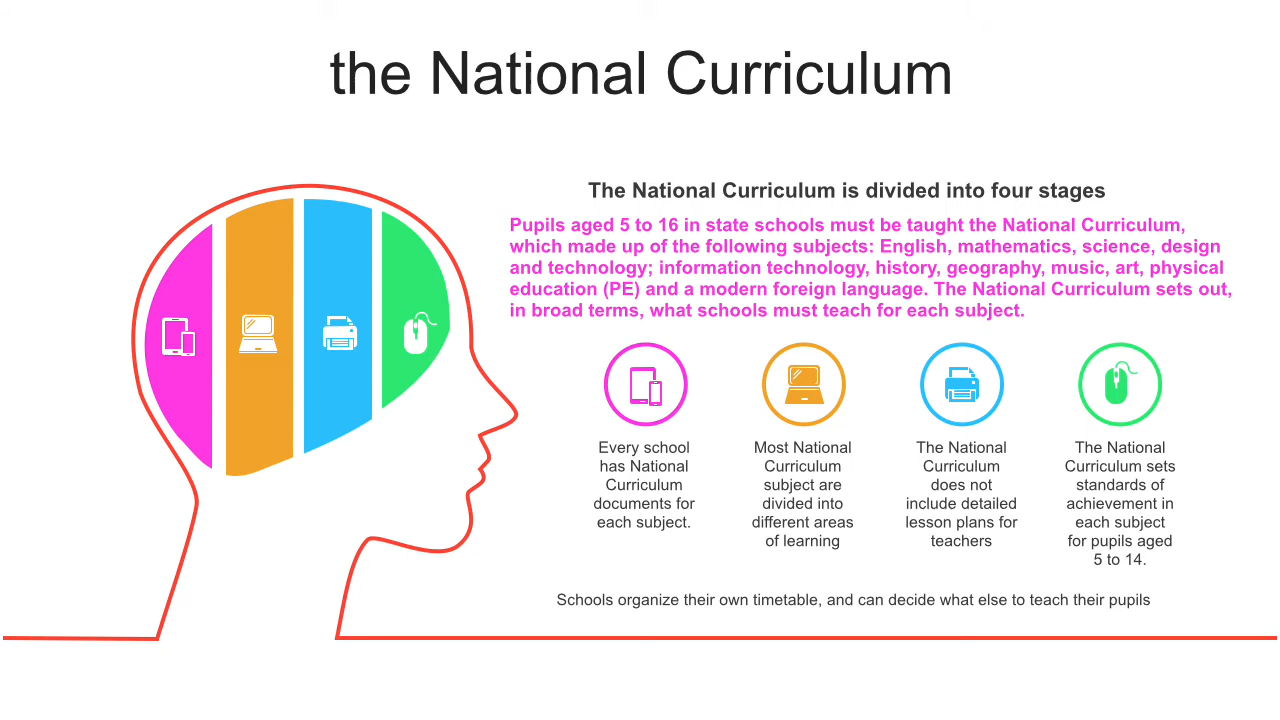 the National Curriculum
The National Curriculum is divided into four stages
Pupils aged 5 to 16 in state schools must be taught the National Curriculum,
which made up of the following subjects: English, mathematics, science, design
and technology; information technology, history, geography, music, art, physical
education (PE) and a modern foreign language. The National Curriculum sets out,
in broad terms, what schools must teach for each subject.
Every school
has National
Curriculum
documents for
each subject.
Most National
Curriculum
subject are
divided into
different areas
of learning
The National
Curriculum
does not
include detailed
lesson plans for
teachers
The National
Curriculum sets
standards of
achievement in
each subject
for pupils aged
5 to 14.
Schools organize their own timetable, and can decide what else to teach their pupils